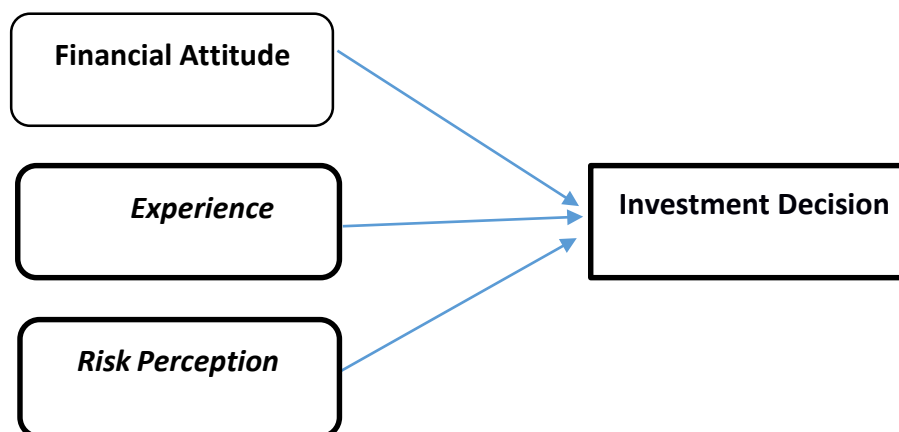 Financial Attitude
Experience
Investment Decision
Risk Perception